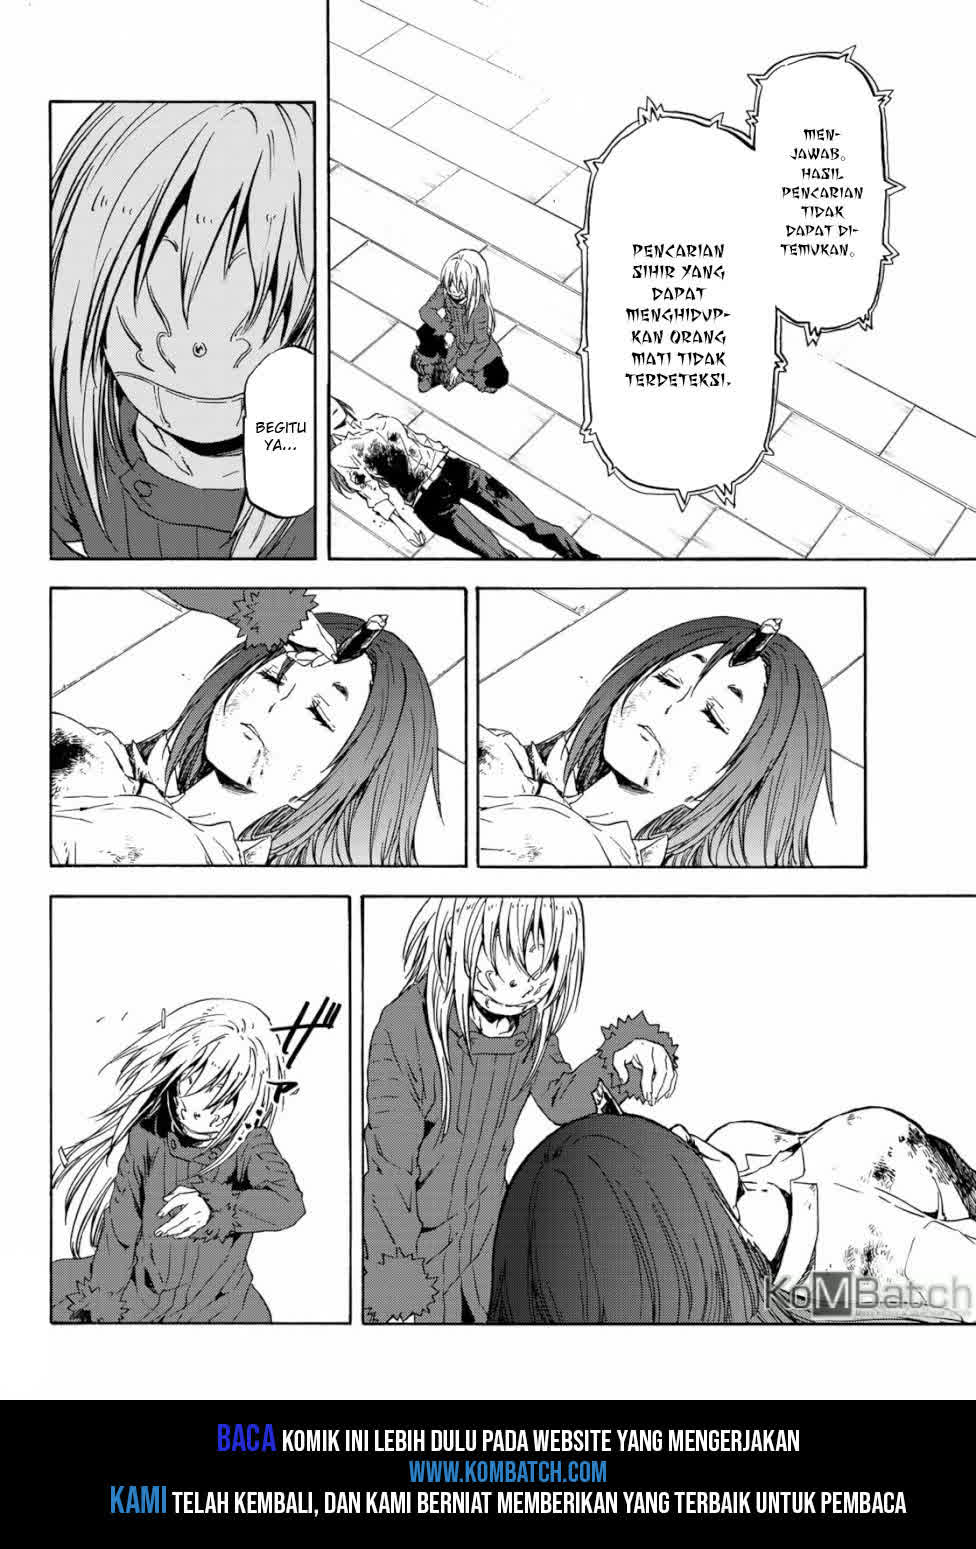 MEN-
JAWAB。
HASIL
PENCARIAN
TIDAK
DAPAT DI-
TEMUKAN。
PENCARIAN
SIHIR YANG
DAPAT
MENGHIDUP-
KAN ORANG
MATI TIDAK
TERDETEKSI.
BEGITU
YA...
KoMBatch
BACA KOMIK INI LEBIH DULU PADA WEBSITE YANG MENGERJAKAN
WWW.KOMBATCH.COM
KAMI TELAH KEMBALI, DAN KAMI BERNIAT MEMBERIKAN YANG TERBAIK UNTUK PEMBACA